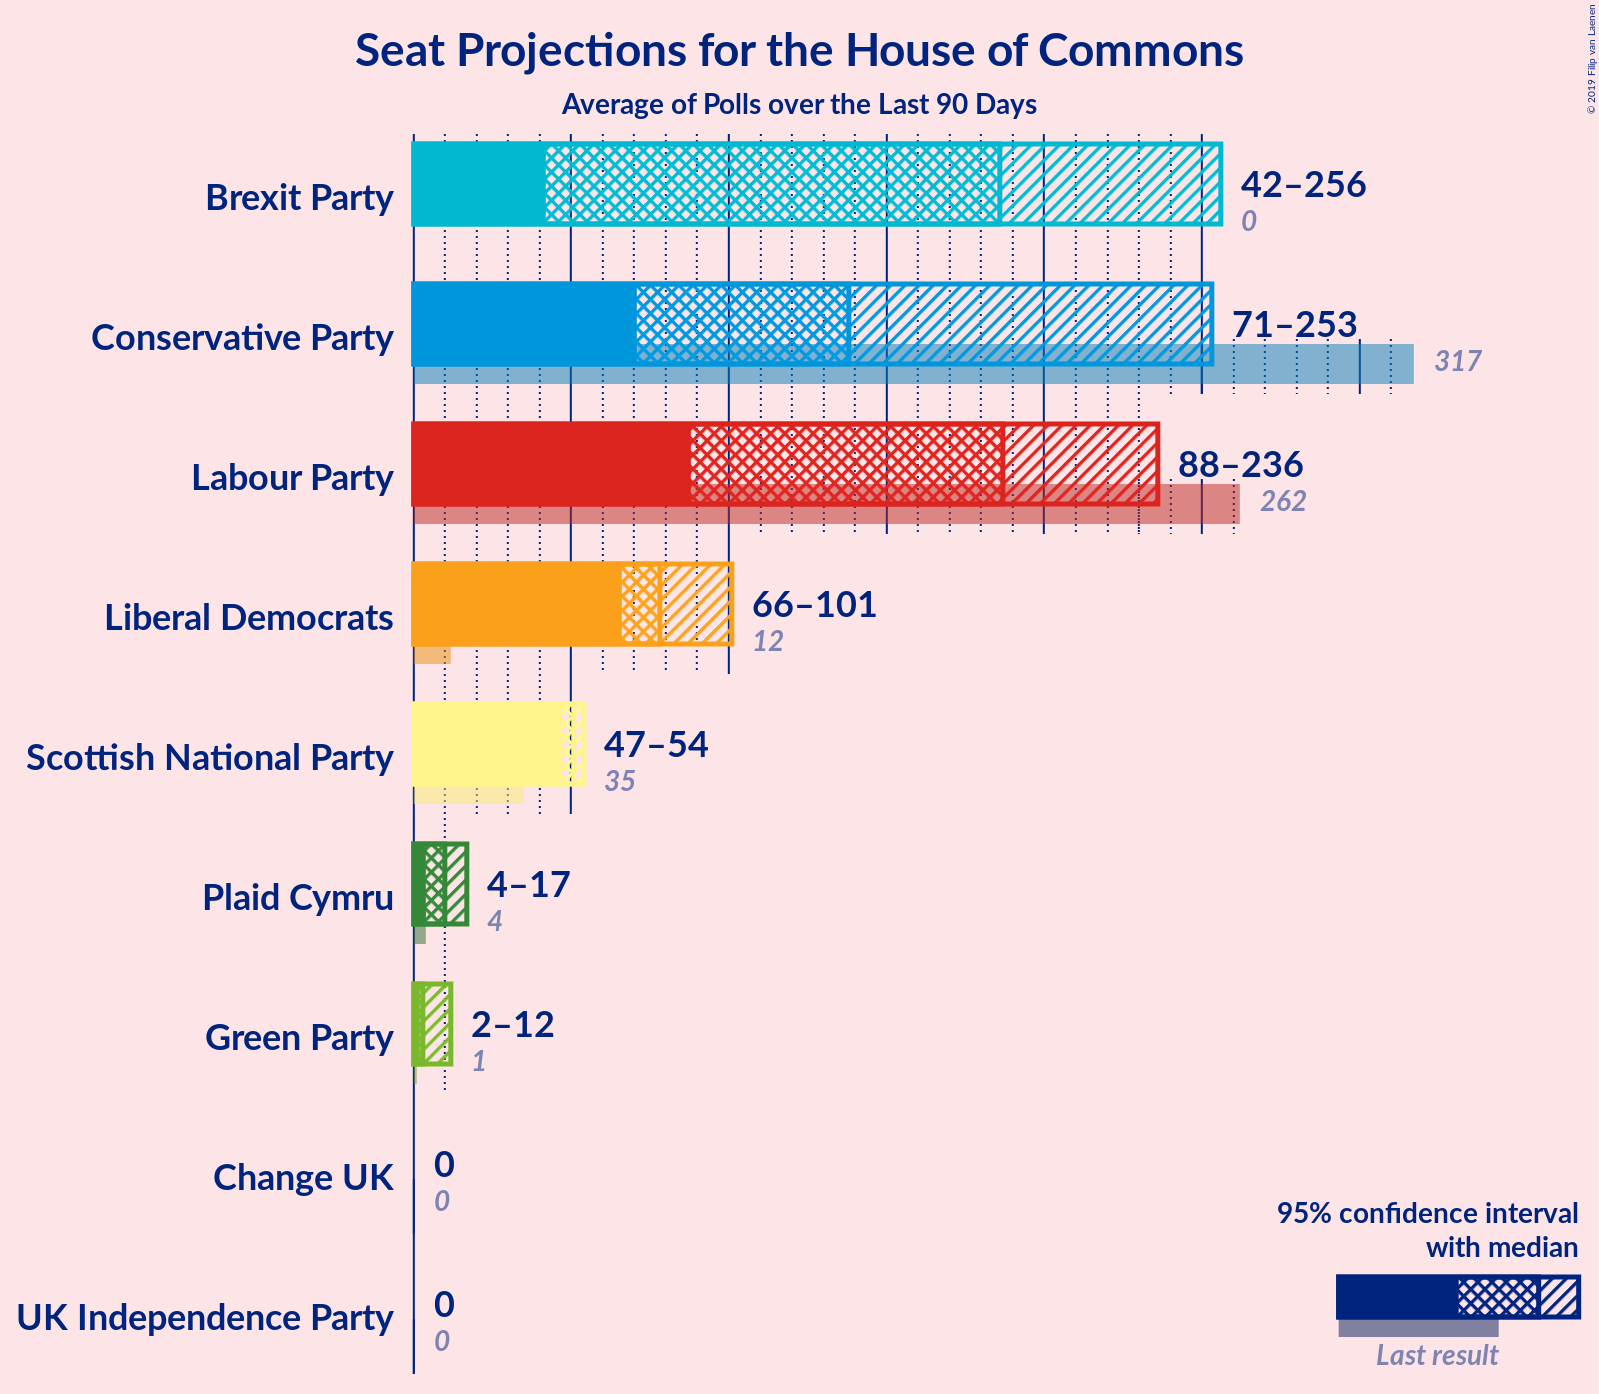 © 2019 Filip van Laenen
Seat Projections for the House of Commons
Average of Polls over the Last 90 Days
Brexit Party
42–256
0
Conservative Party
71–253
317
Labour Party
88–236
262
Liberal Democrats
66–101
12
Scottish National Party
47–54
35
Plaid Cymru
4–17
4
Green Party
2–12
1
Change UK
0
0
UK Independence Party
0
0
95% confidence interval
with median
Last result